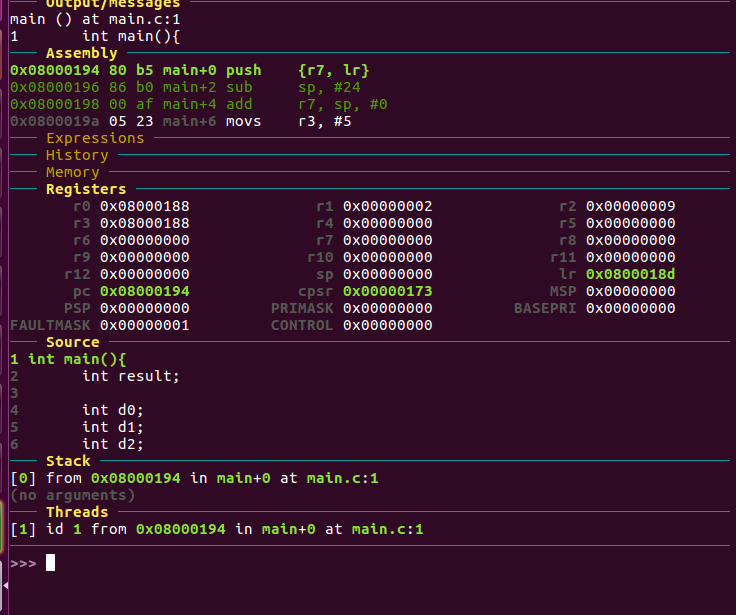 Output/messages
main () at main.c:1
1       int main(){
Assembly
0x08000194 80 b5 main+0 push    {r7, lr}
0x08000196 86 b0 main+2 sub     sp, #24
0x08000198 00 af main+4 add     r7, sp, #0
0x0800019a 05 23 main+6 movs    r3, #5
Expressions
History
Memory
Registers
r0 0x08000188 r1 0x00000002 r2 0x00000009
r3 0x08000188 r4 0x00000000 r5 0x00000000
r6 0x00000000 r7 0x00000000 r8 0x00000000
r9 0x00000000 r10 0x00000000 r11 0x00000000
r12 0x00000000 sp 0x00000000 lr 0x0800018d
pc 0x08000194 cpsr 0x00000173 MSP 0x00000000
PSP 0x00000000 PRIMASK 0x00000000 BASEPRI 0x00000000
FAULTMASK 0x00000001 CONTROL 0x00000000
Source
1 int main(){
2       int result;
3
4       int d0;
5       int d1;
6       int d2;
Stack
[0] from 0x08000194 in main+0 at main.c:1
(no arguments)
Threads
[1] id 1 from 0x08000194 in main+0 at main.c:1
>>>